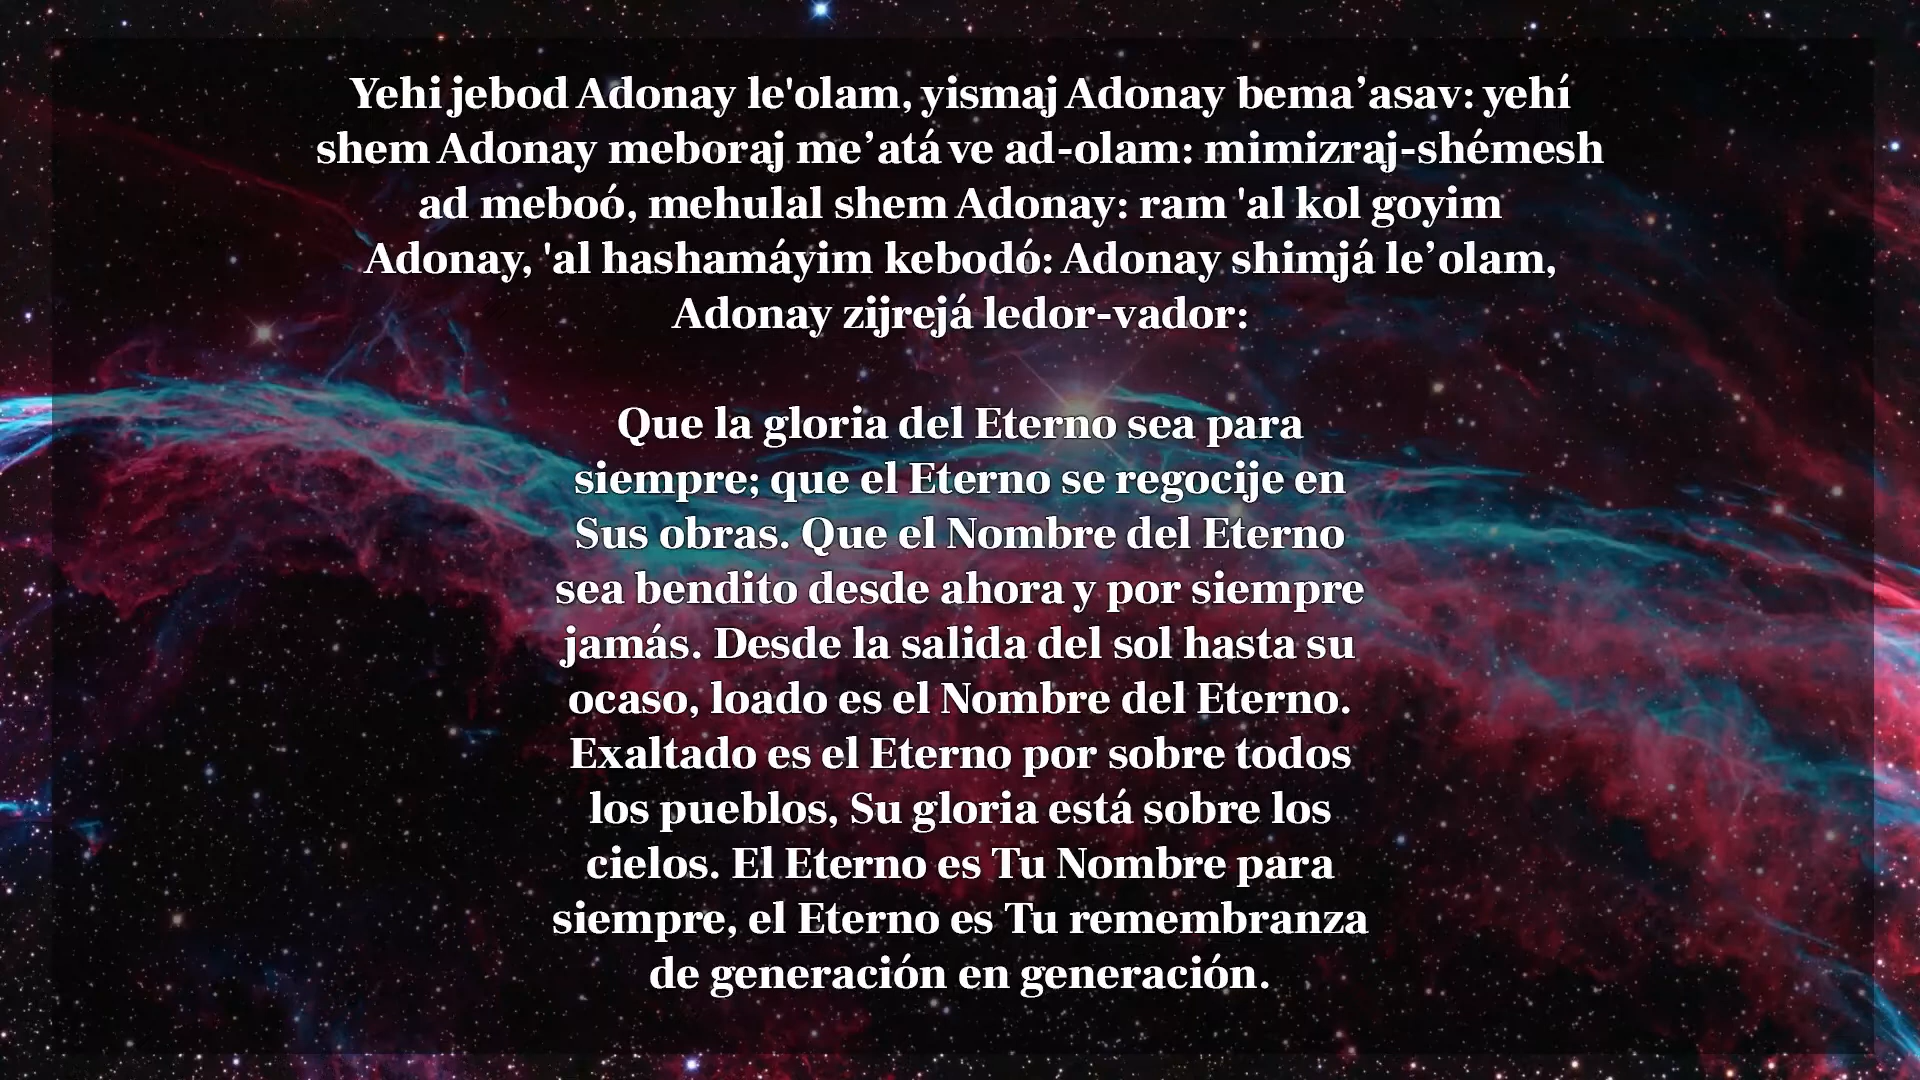 Yehi jebod Adonay le'olam, yismaj Adonay bema’asav: yehí
shem Adonay meboraj me’atá ve ad-olam: mimizraj-shémesh
ad meboó, mehulal shem Adonay: ram 'al kol goyim
Adonay, 'al hashamáyim kebodó: Adonay shimjá le’olam,
Adonay zijrejá ledor-vador:
Que la gloria del Eterno sea para
siempre; que el Eterno se regocije en
Sus obras. Que el Nombre del Eterno
sea bendito desde ahora y por siempre
jamás. Desde la salida del sol hasta su
ocaso, loado es el Nombre del Eterno.
Exaltado es el Eterno por sobre todos
los pueblos, Su gloria está sobre los
cielos. El Eterno es Tu Nombre para
siempre, el Eterno es Tu remembranza
de generación en generación.